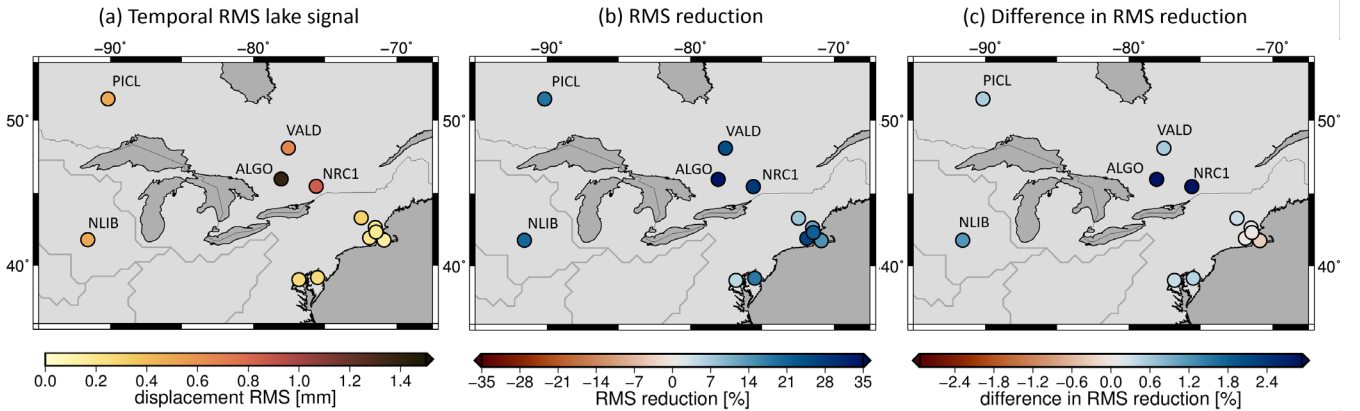 (a) Temporal RMS lake signal
−90˚ −80˚ −70˚
50˚
40˚
PICL
VALD
ALGO
NRC1
NLIB
0.0 0.2 0.4 0.6 0.8 1.0 1.2 1.4
displacement RMS [mm]
(b) RMS reduction
−90˚ −80˚ −70˚
PICL
VALD
ALGO
NRC1
NLIB
−35 −28 −21 −14 −7 0 7 14 21 28 35
RMS reduction [%]
(c) Difference in RMS reduction
−90˚ −80˚ −70˚
50˚
40˚
PICL
VALD
ALGO
NRC1
NLIB
−2.4 −1.8 −1.2 −0.6 0.0 0.6 1.2 1.8 2.4
difference in RMS reduction [%]